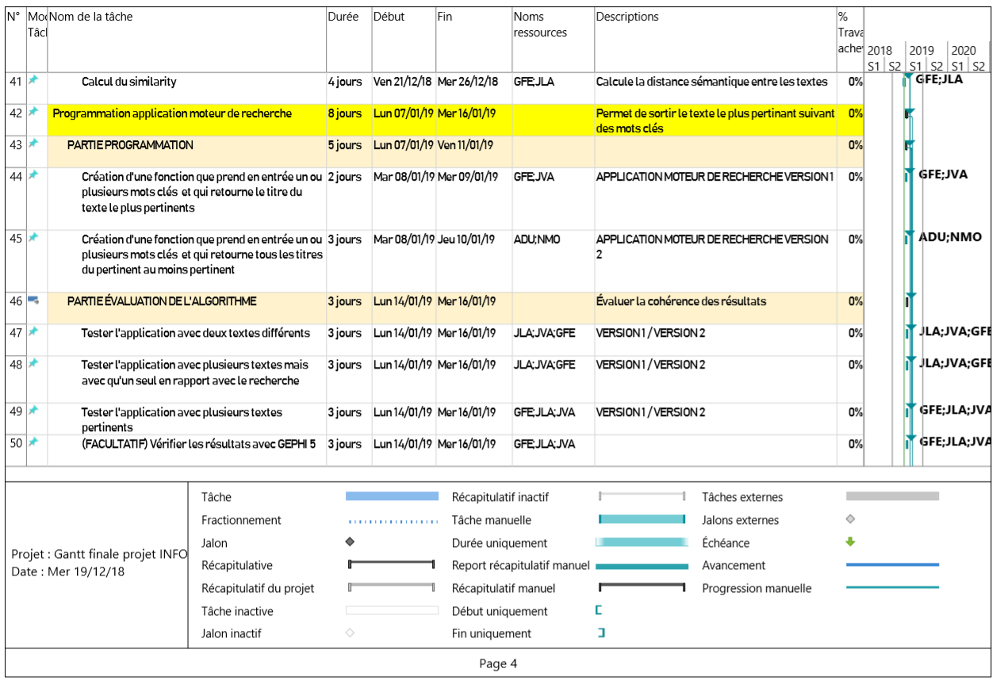 N° Mod Nom de la tâche Durée Début Fin Noms Descriptions %
Tâcl ressources Trava
achev 2018 2019 2020
S1 S2 S1 S2 S1 S2
41 Calcul du similarity 4 jours Ven 21/12/18 Mer 26/12/18 GFE;JLA Calcule la distance sémantique entre les textes 0% GFE;JLA
42 Programmation application moteur de recherche 8 jours Lun 07/01/19 Mer 16/01/19 Permet de sortir le texte le plus pertinant suivant 0%
des mots clés
43 PARTIE PROGRAMMATION 5 jours Lun 07/01/19 Ven 11/01/19 0%
44 Création d'une fonction que prend en entrée un ou 2 jours Mar 08/01/19 Mer 09/01/19 GFE;JVA APPLICATION MOTEUR DE RECHERCHE VERSION 1 0% GFE;JVA
plusieurs mots clés et qui retourne le titre du
texte le plus pertinents
45 Création d'une fonction que prend en entrée un ou 3 jours Mar 08/01/19 Jeu 10/01/19 ADU;NMO APPLICATION MOTEUR DE RECHERCHE VERSION 0% ADU;NMO
plusieurs mots clés et qui retourne tous les titres 2
du pertinent au moins pertinent
46 PARTIE ÉVALUATION DE L'ALGORITHME 3 jours Lun 14/01/19 Mer 16/01/19 Évaluer la cohérence des résultats 0%
47 Tester l'application avec deux textes différents 3 jours Lun 14/01/19 Mer 16/01/19 JLA;JVA;GFE VERSION 1 / VERSION 2 0% JLA;JVA;GFE
48 Tester l'application avec plusieurs textes mais 3 jours Lun 14/01/19 Mer 16/01/19 JLA;JVA;GFE VERSION 1 / VERSION 2 0% JLA;JVA;GFE
avec qu'un seul en rapport avec le recherche
49 Tester l'application avec plusieurs textes 3 jours Lun 14/01/19 Mer 16/01/19 GFE;JLA;JVA VERSION 1 / VERSION 2 0% GFE;JLA;JVA
pertinents
50 (FACULTATIF) Vérifier les résultats avec GEPHI 5 3 jours Lun 14/01/19 Mer 16/01/19 GFE;JLA;JVA 0% GFE;JLA;JVA
Projet : Gantt finale projet INFO
Date : Mer 19/12/18
Tâche Récapitulatif inactif Tâches externes
Fractionnement Tâche manuelle Jalons externes
Jalon Durée uniquement Échéance
Récapitulative Report récapitulatif manuel Avancement
Récapitulatif du projet Récapitulatif manuel Progression manuelle
Tâche inactive Début uniquement
Jalon inactif Fin uniquement
Page 4